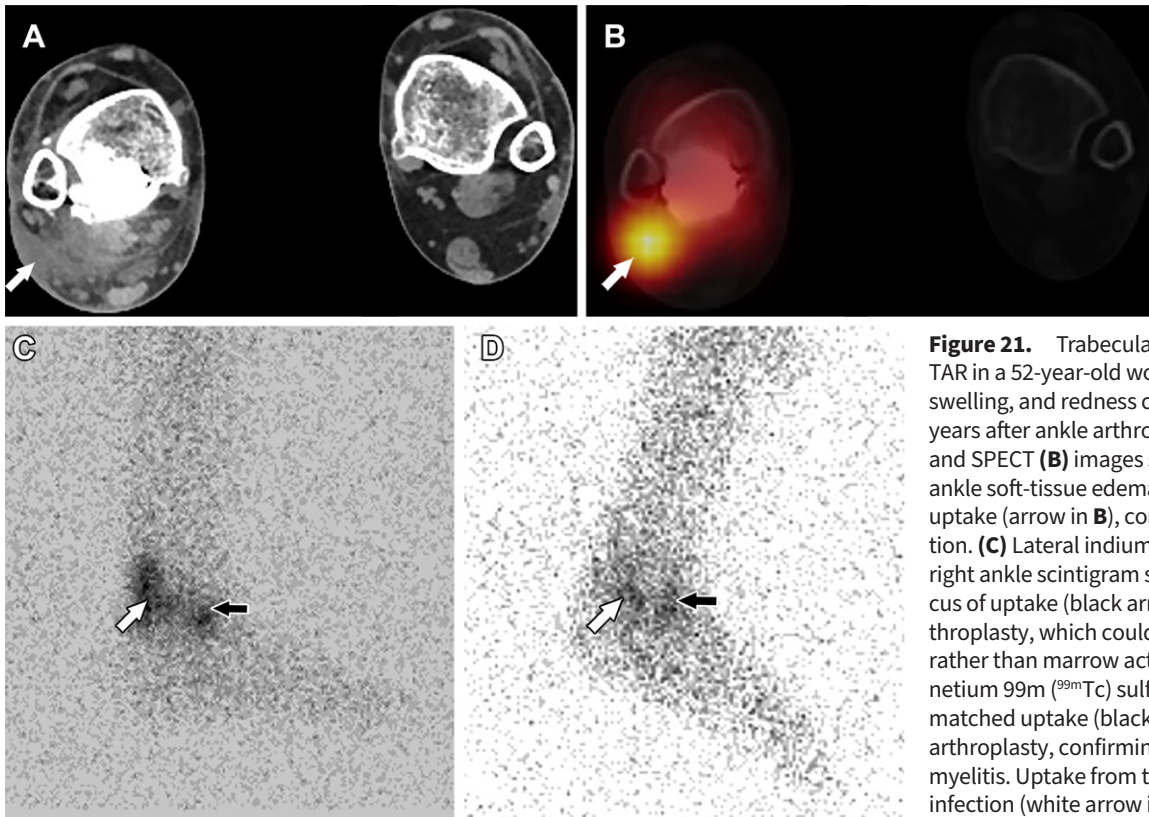 A
B
C
D
Figure 21. Trabecula
TAR in a 52-year-old wo
swelling, and redness o
years after ankle arthro
and SPECT (B) images s
ankle soft-tissue edema
uptake (arrow in B), co
tion. (C) Lateral indium
right ankle scintigram s
cus of uptake (black arr
throplasty, which could
rather than marrow act
netium 99m (99mTc) sulf
matched uptake (black
arthroplasty, confirmin
myelitis. Uptake from t
infection (white arrow i